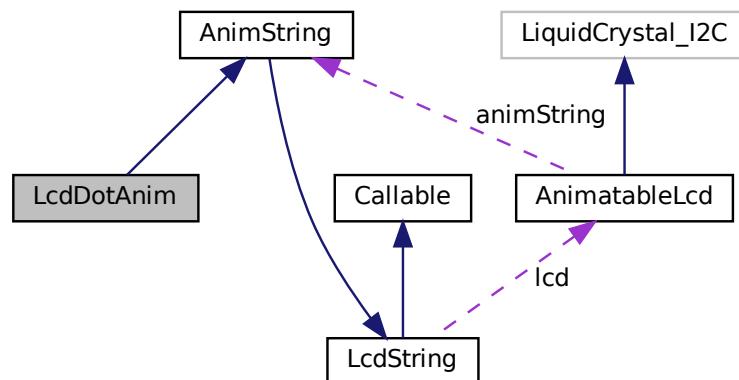 AnimString
LiquidCrystal_I2C
animString
LcdDotAnim
Callable
AnimatableLcd
lcd
LcdString